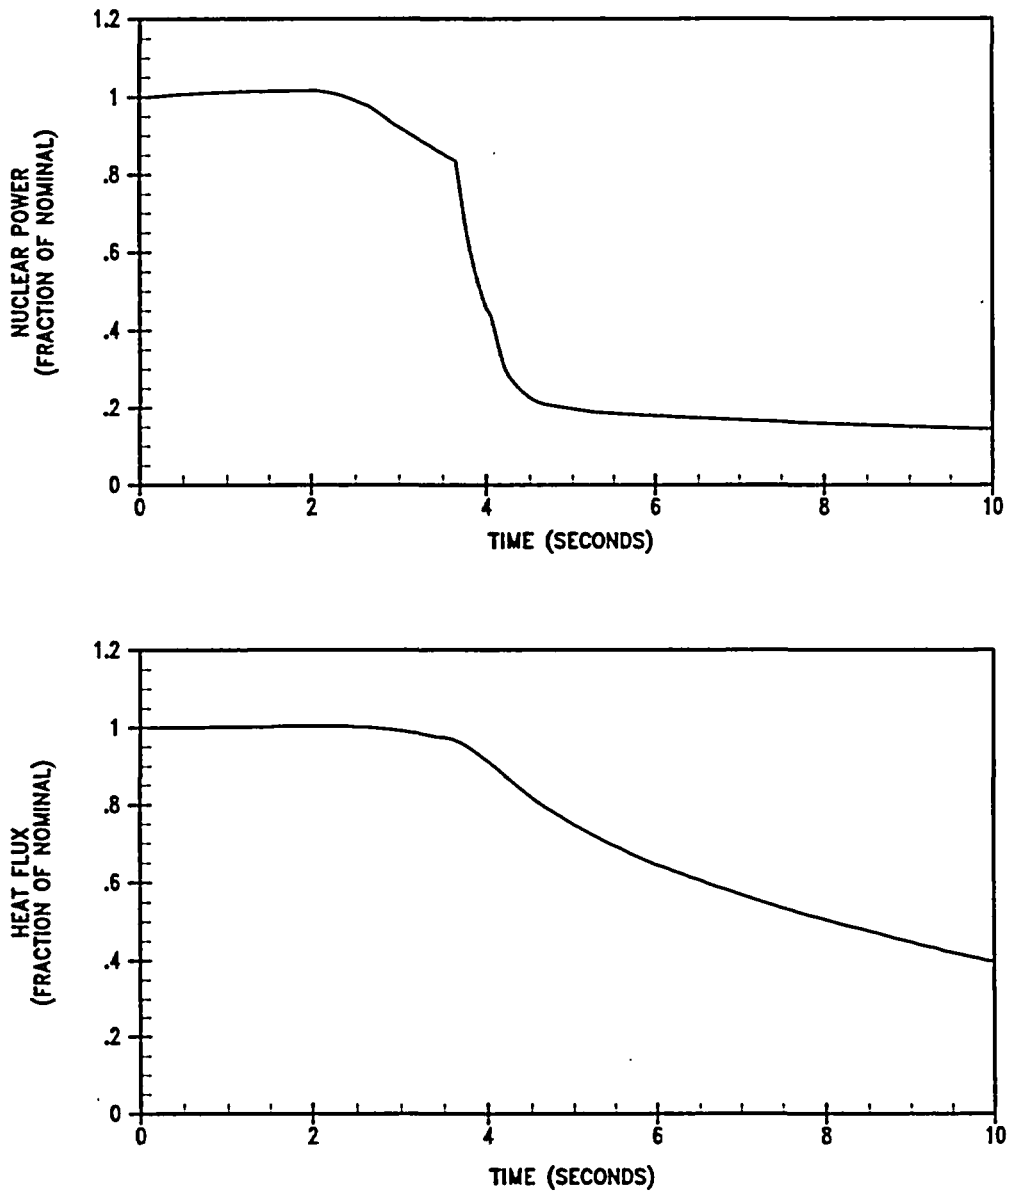 NUCLEAR POWER
(FRACTION OF NOMINAL)
1.2
1
.8
.6
.4
.2
0
0 2 4 6 8 10
TIME (SECONDS)
HEAT FLUX
(FRACTION OF NOMINAL)
1.2
1
.8
.6
.4
.2
0
0 2 4 6 8 10
TIME (SECONDS)